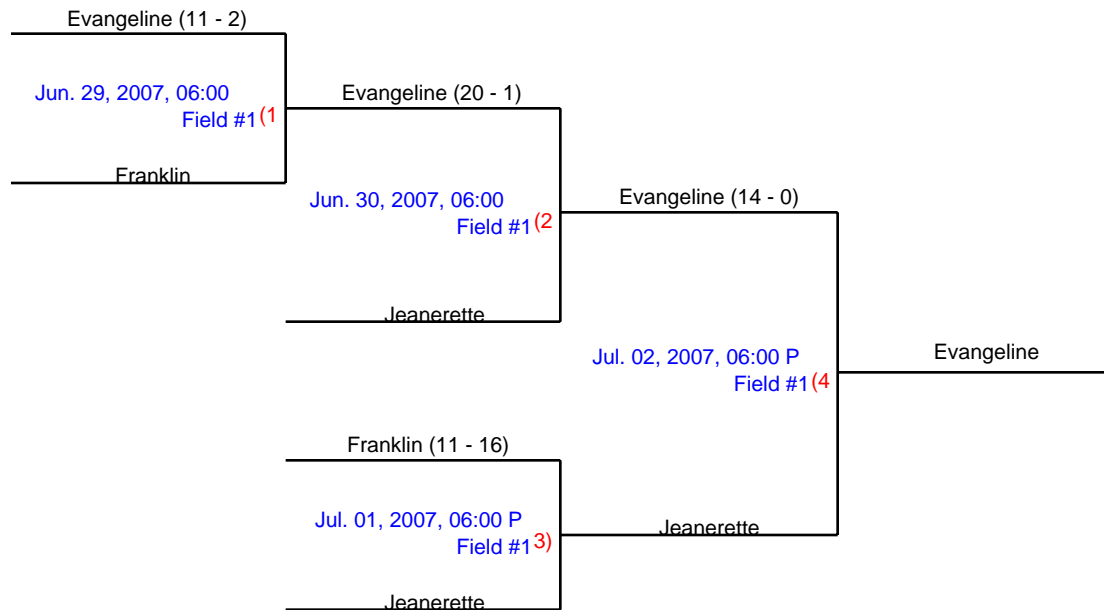 Evangeline (11 - 2)
Jun. 29, 2007, 06:00
Field #1 (1
Franklin
Evangeline (20 - 1)
Jun. 30, 2007, 06:00
Field #1 (2
Jeanerette
Evangeline (14 - 0)
Jul. 02, 2007, 06:00 P
Field #1 (4
Evangeline
Franklin (11 - 16)
Jul. 01, 2007, 06:00 P
Field #1 3)
Jeanerette
Jeanerette